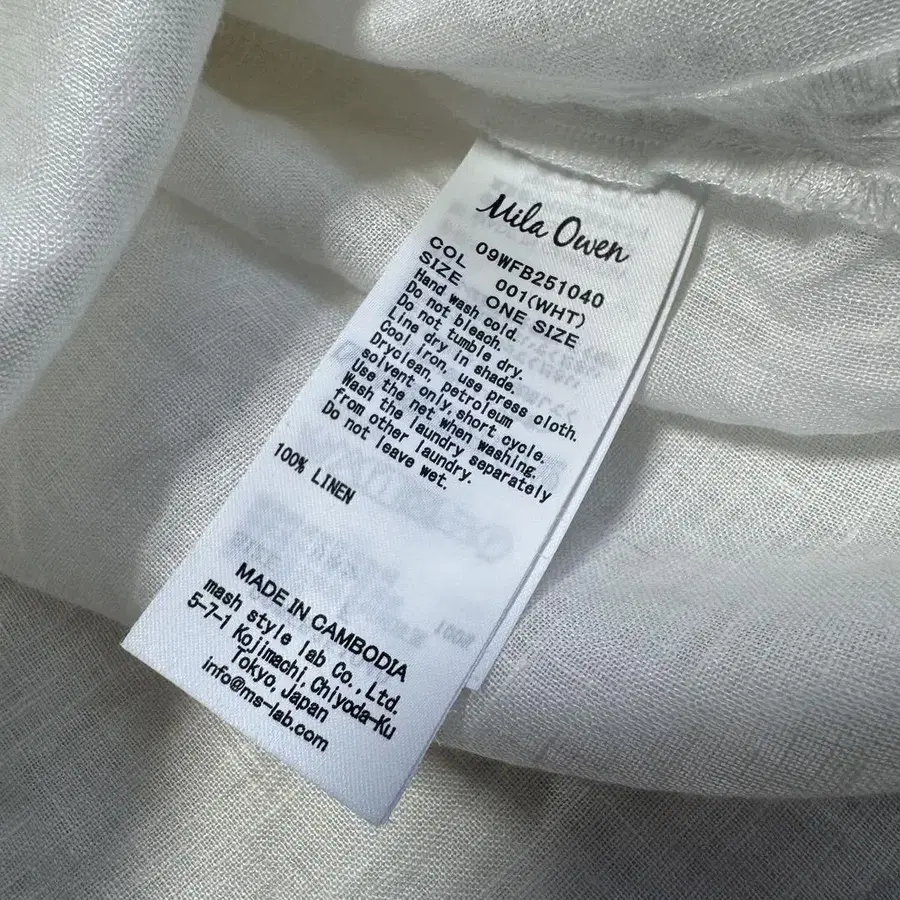 Mila Owen
09WFB251040
COL 001(WHT)
SIZE ONE SIZE
Hand wash cold.
Do not bleach.
Do not tumble dry.
Line dry in shade.
Cool iron, use press cloth.
Dryclean, petroleum
solvent only, short cycle.
Use the net when washing.
Wash the laundry separately
from other laundry.
Do not leave wet.
100% LINEN
MADE IN CAMBODIA
mash style lab Co., Ltd.
5-7-1 Kojimachi, Chiyoda-Ku
Tokyo, Japan
info@ms-lab.com